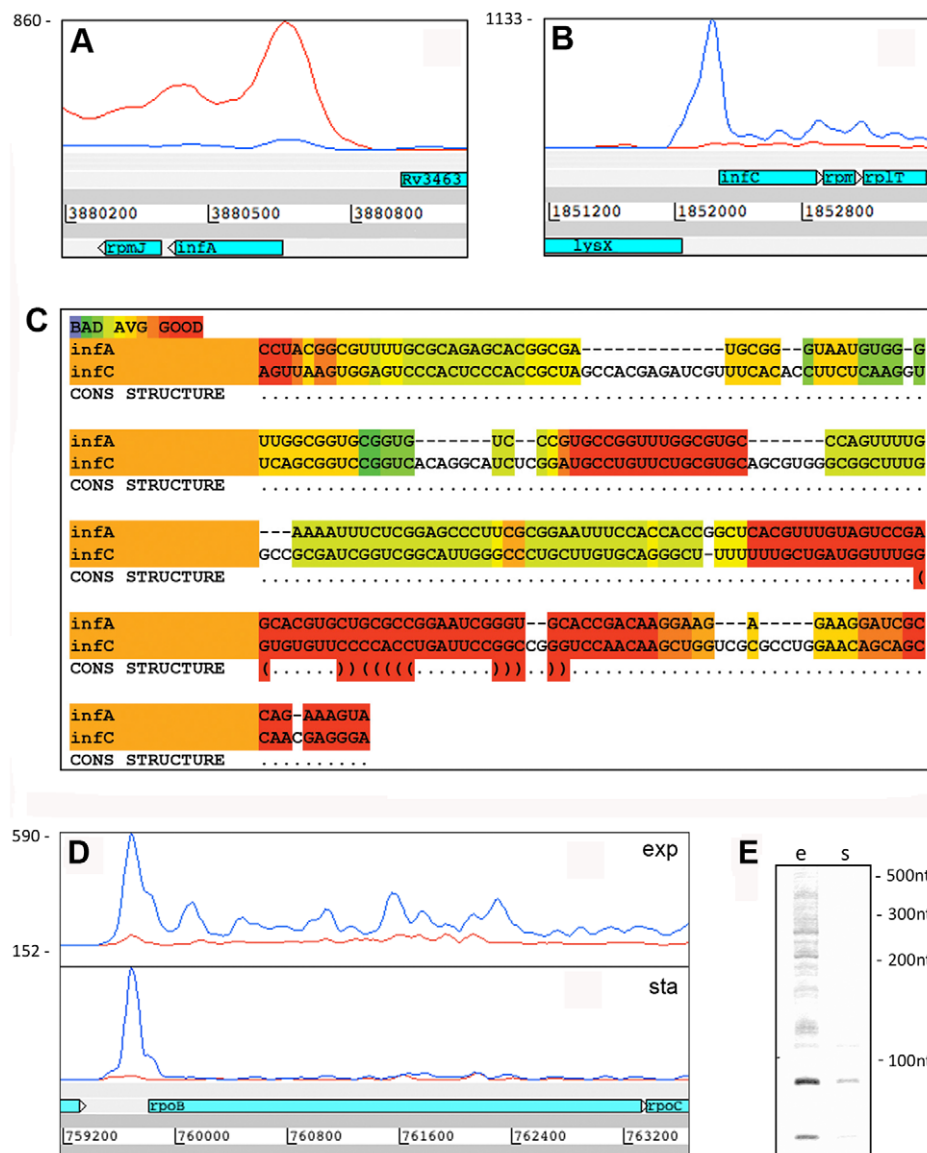 860 -
A
Rv3463
3880200 3880500 3880800
rpmJ infA
1133 -
B
infC rpm rplT
1851200 1852000 1852800
lysX
C
BAD AVG GOOD
infA CCUACGGCGUUUUGCGCAGAGCACGGCGA-------------UGCGG--GUAAUGUGG-G
infC AGUUAAGUGGAGUCCCACUCCCACCGCUAGCCACGAGAUCGUUUCACACCUUCUCAAGGU
CONS STRUCTURE ............................................................
infA UUGGCGGUGCGGUG-------UC--CCGUGCCGGUUUGGCGUGC-------CCAGUUUUG
infC UCAGCGGUCCGGUCACAGGCAUCUCGGAUGCCUGUUCUGCGUGCAGCGUGGGCGGCUUUG
CONS STRUCTURE ............................................................
infA ---AAAAUUUCUCGGAGCCCUUCGCGGAAUUUCCACCACCGGCUCACGUUUGUAGUCCGA
infC GCCGCGAUCGGUCGGCAUUGGGCCCUGCUUGUGCAGGGCU-UUUUUUGCUGAUGGUUUGG
CONS STRUCTURE ...........................................................(
infA GCACGUGCUGCGCCGGAAUCGGGU--GCACCGACAAGGAAG---A-----GAAGGAUCGC
infC GUGUGUUCCCCACCUGAUUCCGGCCGGGUCCAACAAGCUGGUCGCGCCUGGAACAGCAGC
CONS STRUCTURE (......))(((((( .......)))..))................................
infA CAG-AAAGUA
infC CAACGAGGGA
CONS STRUCTURE ..........
590 -
D
exp
152 -
sta
rpoB rpoC
759200 760000 760800 761600 762400 763200
E
e s
- 500nt
- 300nt
- 200nt
- 100nt